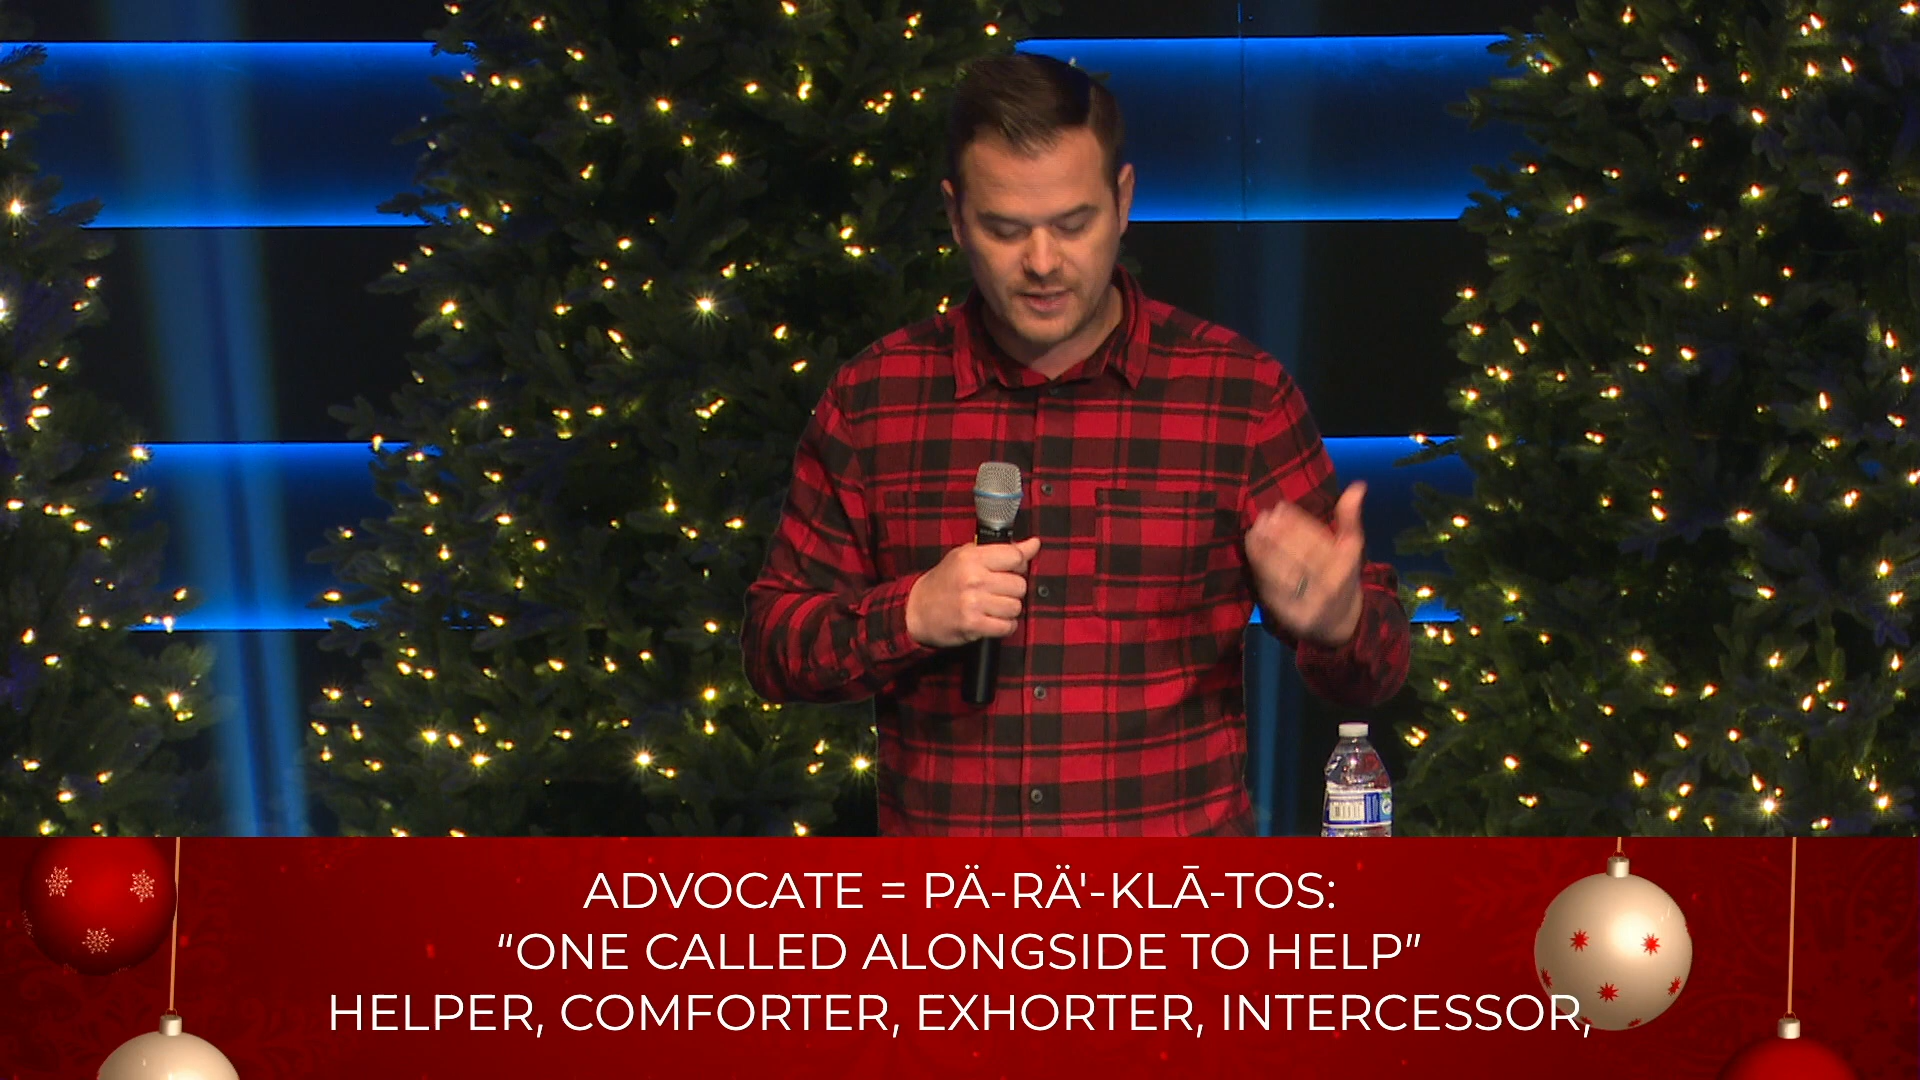 ADVOCATE = PÄ-RÄ'-KLĀ-TOS:
“ONE CALLED ALONGSIDE TO HELP”
HELPER, COMFORTER, EXHORTER, INTERCESSOR,